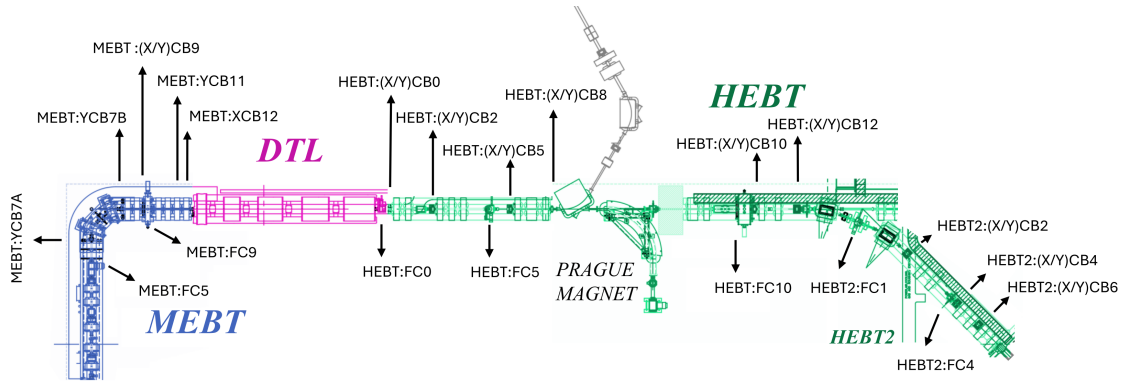 MEBT :(X/Y)CB9
MEBT:YCB11
MEBT:YCB7B
MEBT:XCB12
DTL
HEBT:(X/Y)CB0
HEBT:(X/Y)CB2
HEBT:(X/Y)CB5
HEBT:(X/Y)CB8
HEBT
HEBT:(X/Y)CB12
HEBT:(X/Y)CB10
MEBT:YCB7A
MEBT:FC9
MEBT:FC5
MEBT
HEBT:FC0
HEBT:FC5
PRAGUE
MAGNET
HEBT:FC10
HEBT2:FC1
HEBT2:(X/Y)CB2
HEBT2:(X/Y)CB4
HEBT2:(X/Y)CB6
HEBT2
HEBT2:FC4